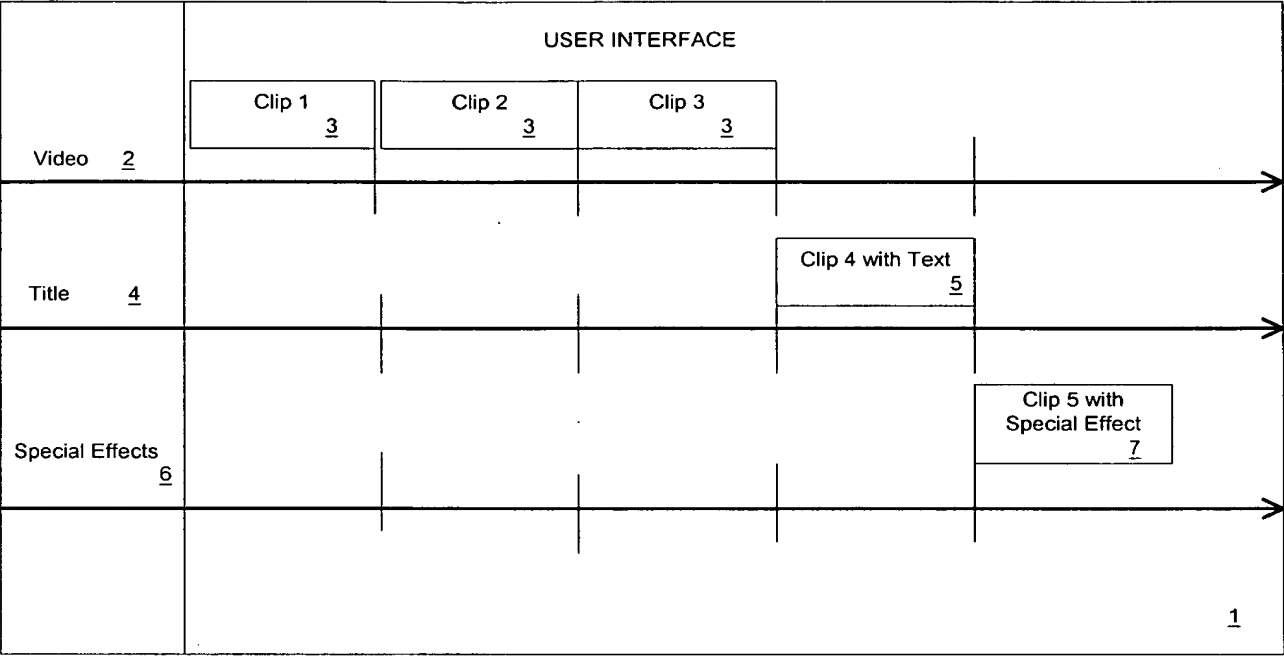 USER INTERFACE
Clip 1
3
Clip 2
3
Clip 3
3
Video 2
Clip 4 with Text
5
Title 4
Clip 5 with
Special Effect
7
Special Effects
6
1